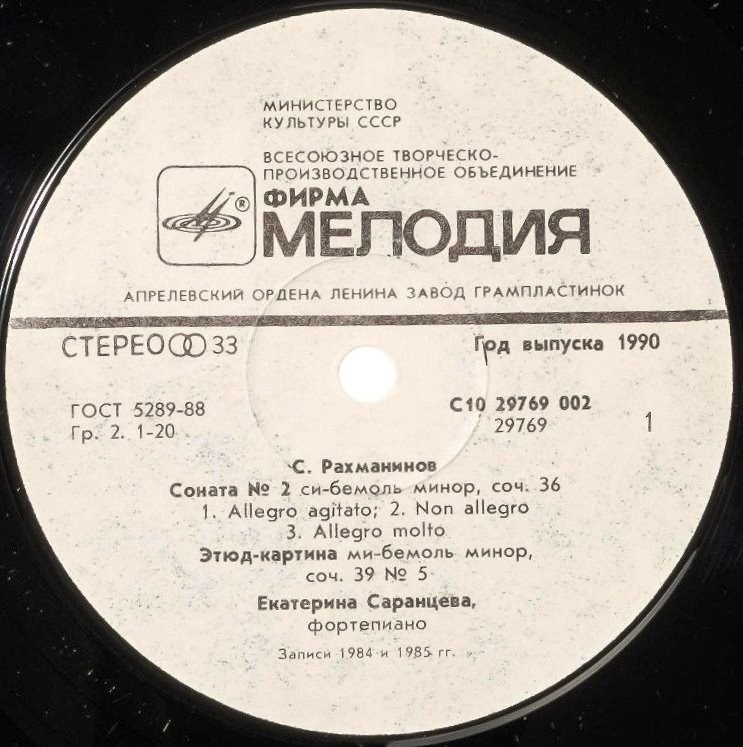 МИНИСТЕРСТВО
КУЛЬТУРЫ СССР
ВСЕСОЮЗНОЕ ТВОРЧЕСКО-
ПРОИЗВОДСТВЕННОЕ ОБЪЕДИНЕНИЕ
ФИРМА
®
МЕЛОДИЯ
АПРЕЛЕВСКИЙ ОРДЕНА ЛЕНИНА ЗАВОД ГРАМПЛАСТИНОК
СТЕРЕО 33 Год выпуска 1990
ГОСТ 5289-88 С10 29769 002
Гр. 2. 1-20 29769 1
С. Рахманинов
Соната № 2 си-бемоль минор, соч. 36
1. Allegro agitato; 2. Non allegro
3. Allegro molto
Этюд-картина ми-бемоль минор,
соч. 39 № 5
Екатерина Саранцева,
фортепиано
Записи 1984 и 1985 гг.